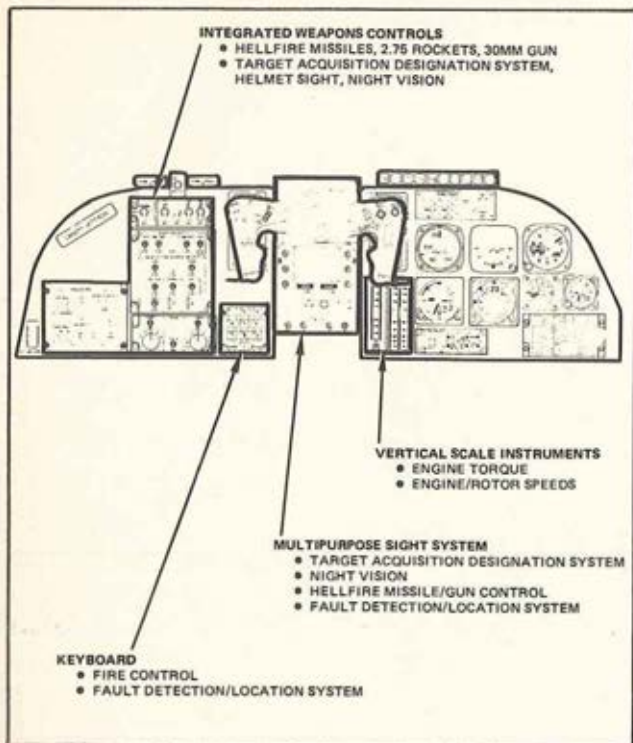 INTEGRATED WEAPONS CONTROLS
● HELLFIRE MISSILES, 2.75 ROCKETS, 30MM GUN
● TARGET ACQUISITION DESIGNATION SYSTEM,
HELMET SIGHT, NIGHT VISION
VERTICAL SCALE INSTRUMENTS
● ENGINE TORQUE
● ENGINE/ROTOR SPEEDS
MULTIPURPOSE SIGHT SYSTEM
● TARGET ACQUISITION DESIGNATION SYSTEM
● NIGHT VISION
● HELLFIRE MISSILE/GUN CONTROL
● FAULT DETECTION/LOCATION SYSTEM
KEYBOARD
● FIRE CONTROL
● FAULT DETECTION/LOCATION SYSTEM